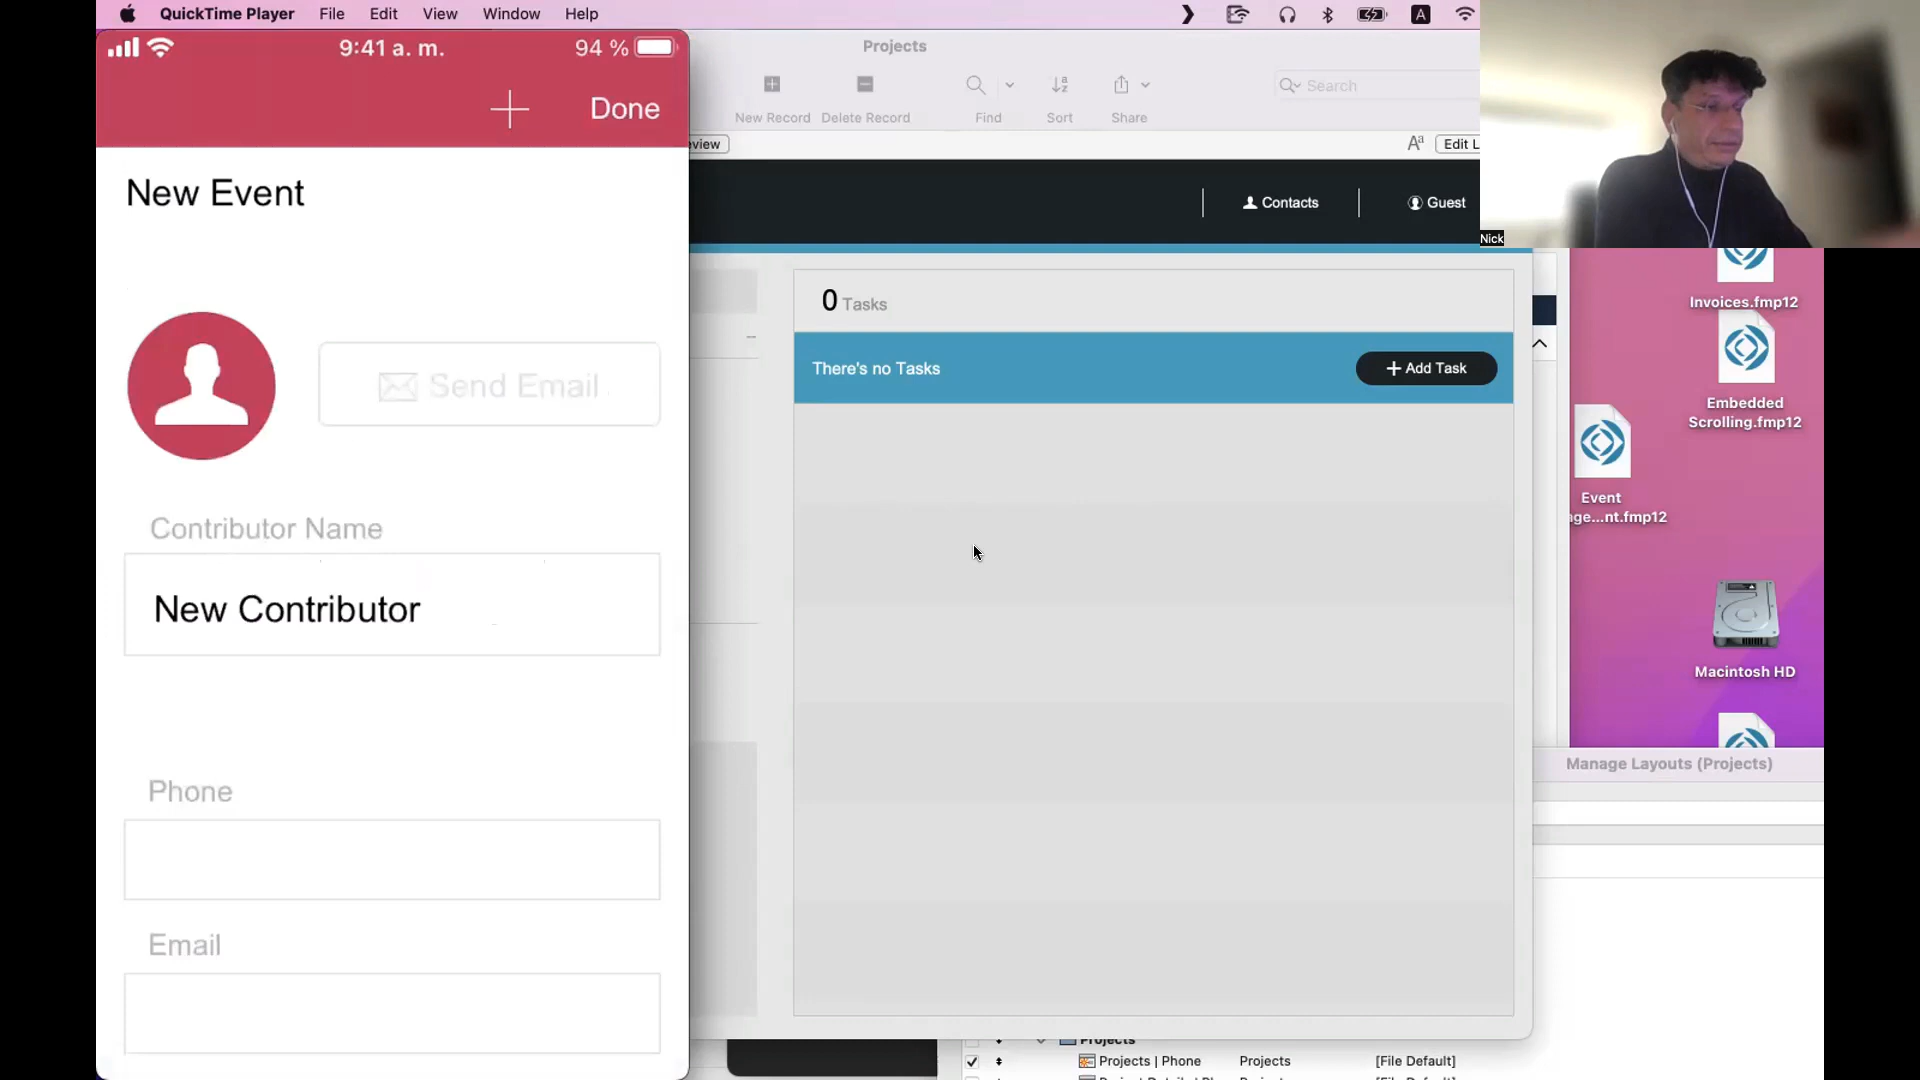 QuickTime Player File Edit View Window Help
A
9:41 a. m.
94 %
Done
New Event
Send Email
Contributor Name
New Contributor
Phone
Email
Projects
New Record
Delete Record
Find
Sort
Share
Search
Edit L
Contacts
Guest
0 Tasks
There's no Tasks
Add Task
Nick
Invoices.fmp12
Embedded
Scrolling.fmp12
Event
age...nt.fmp12
Macintosh HD
Manage Layouts (Projects)
Projects
Projects | Phone Projects [File Default]